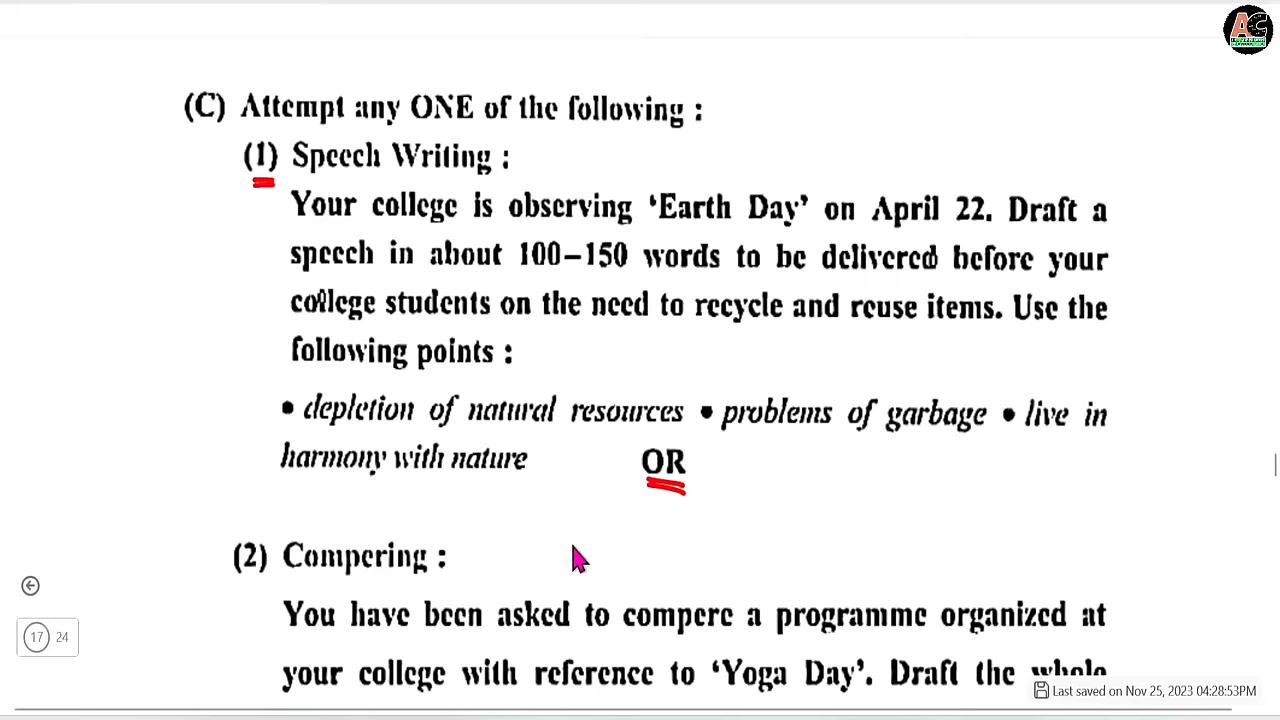 AC
(C) Attempt any ONE of the following :
(1) Speech Writing :
Your college is observing ‘Earth Day’ on April 22. Draft a
speech in about 100–150 words to be delivered before your
college students on the need to recycle and reuse items. Use the
following points :
• depletion of natural resources • problems of garbage • live in
harmony with nature OR
(2) Compering :
You have been asked to compere a programme organized at
17 24
your college with reference to ‘Yoga Day’. Draft the whole
Last saved on Nov 25, 2023 04:28:53PM